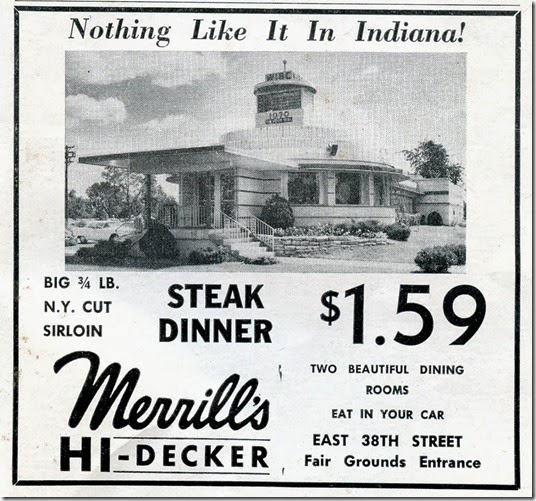 Nothing Like It In Indiana!
WIBC
1070
BIG ¾ LB.
N.Y. CUT
SIRLOIN
STEAK
DINNER
$1.59
Merrill's
HI-DECKER
TWO BEAUTIFUL DINING
ROOMS
EAT IN YOUR CAR
EAST 38TH STREET
Fair Grounds Entrance